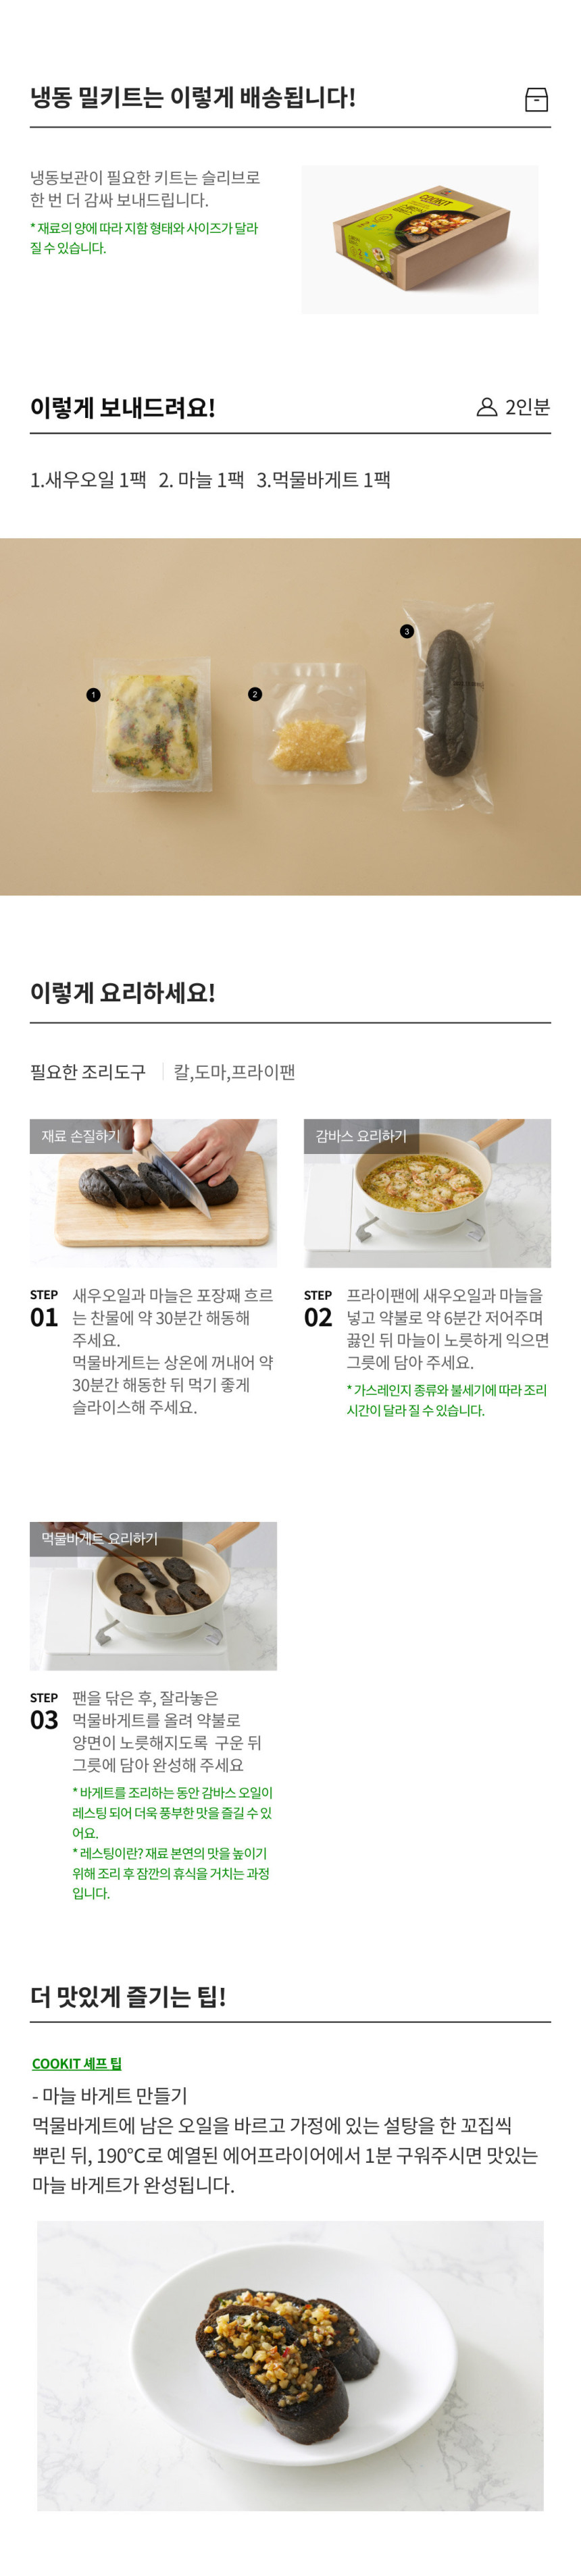 냉동 밀키트는 이렇게 배송됩니다!
냉동보관이 필요한 키트는 슬리브로
한 번 더 감싸 보내드립니다.
* 재료의 양에 따라 지함 형태와 사이즈가 달라
질 수 있습니다.
COOKIT
이렇게 보내드려요!
2인분
1.새우오일 1팩 2. 마늘 1팩 3.먹물바게트 1팩
1
2
3
이렇게 요리하세요!
필요한 조리도구 칼,도마,프라이팬
재료 손질하기
STEP
01
새우오일과 마늘은 포장째 흐르
는 찬물에 약 30분간 해동해
주세요.
먹물바게트는 상온에 꺼내어 약
30분간 해동한 뒤 먹기 좋게
슬라이스해 주세요.
감바스 요리하기
STEP
02
프라이팬에 새우오일과 마늘을
넣고 약불로 약 6분간 저어주며
끓인 뒤 마늘이 노릇하게 익으면
그릇에 담아 주세요.
* 가스레인지 종류와 불세기에 따라 조리
시간이 달라 질 수 있습니다.
먹물바게트 요리하기
STEP
03
팬을 닦은 후, 잘라놓은
먹물바게트를 올려 약불로
양면이 노릇해지도록 구운 뒤
그릇에 담아 완성해 주세요
* 바게트를 조리하는 동안 감바스 오일이
레스팅 되어 더욱 풍부한 맛을 즐길 수 있
어요.
* 레스팅이란? 재료 본연의 맛을 높이기
위해 조리 후 잠깐의 휴식을 거치는 과정
입니다.
더 맛있게 즐기는 팁!
COOKIT 셰프 팁
- 마늘 바게트 만들기
먹물바게트에 남은 오일을 바르고 가정에 있는 설탕을 한 꼬집씩
뿌린 뒤, 190°C로 예열된 에어프라이어에서 1분 구워주시면 맛있는
마늘 바게트가 완성됩니다.